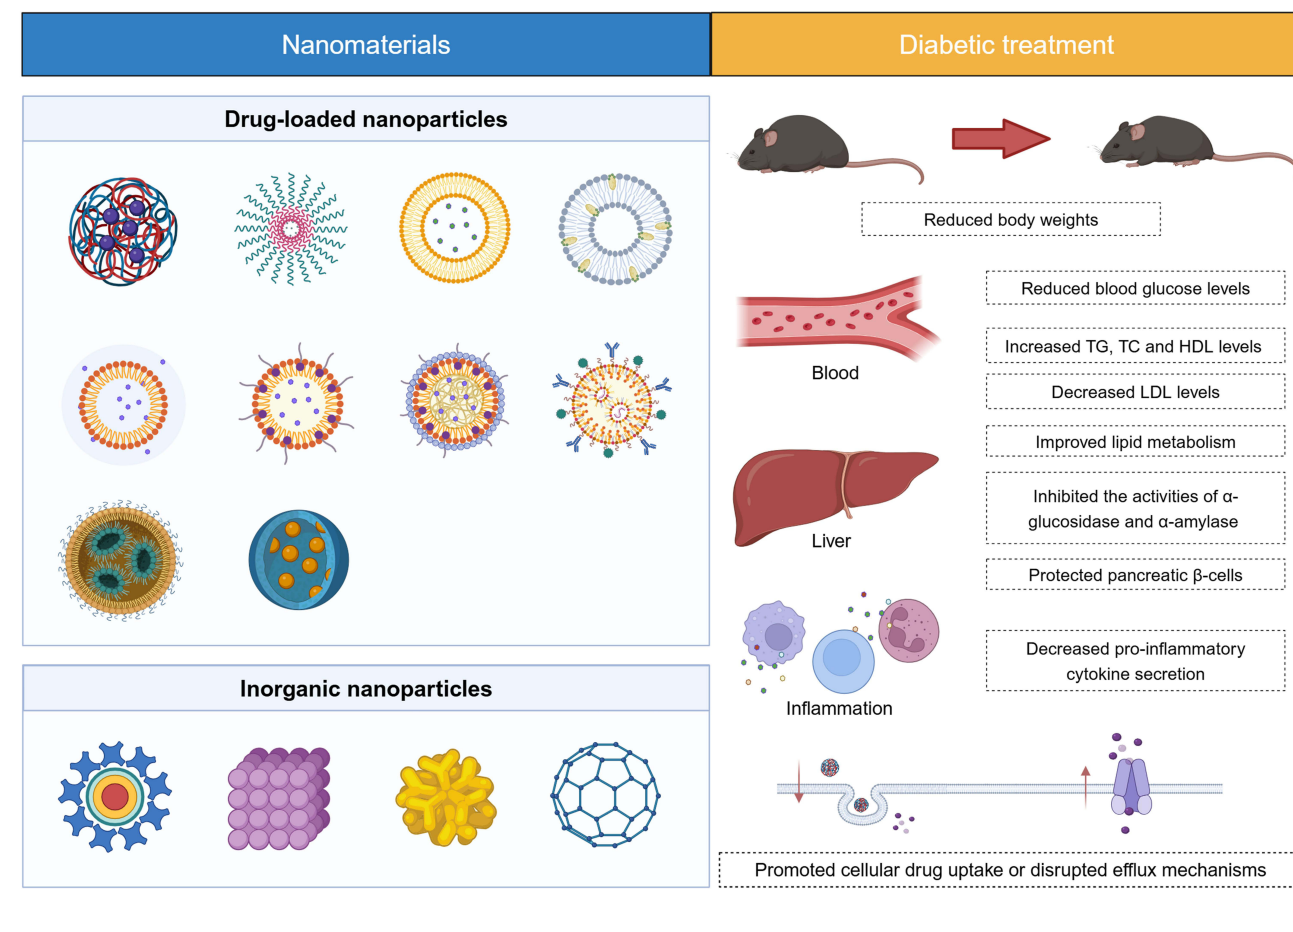 Nanomaterials
Diabetic treatment
Drug-loaded nanoparticles
Reduced body weights
Reduced blood glucose levels
Increased TG, TC and HDL levels
Blood
Decreased LDL levels
Improved lipid metabolism
Inhibited the activities of α-
glucosidase and α-amylase
Liver
Protected pancreatic β-cells
Decreased pro-inflammatory
cytokine secretion
Inflammation
Inorganic nanoparticles
Promoted cellular drug uptake or disrupted efflux mechanisms